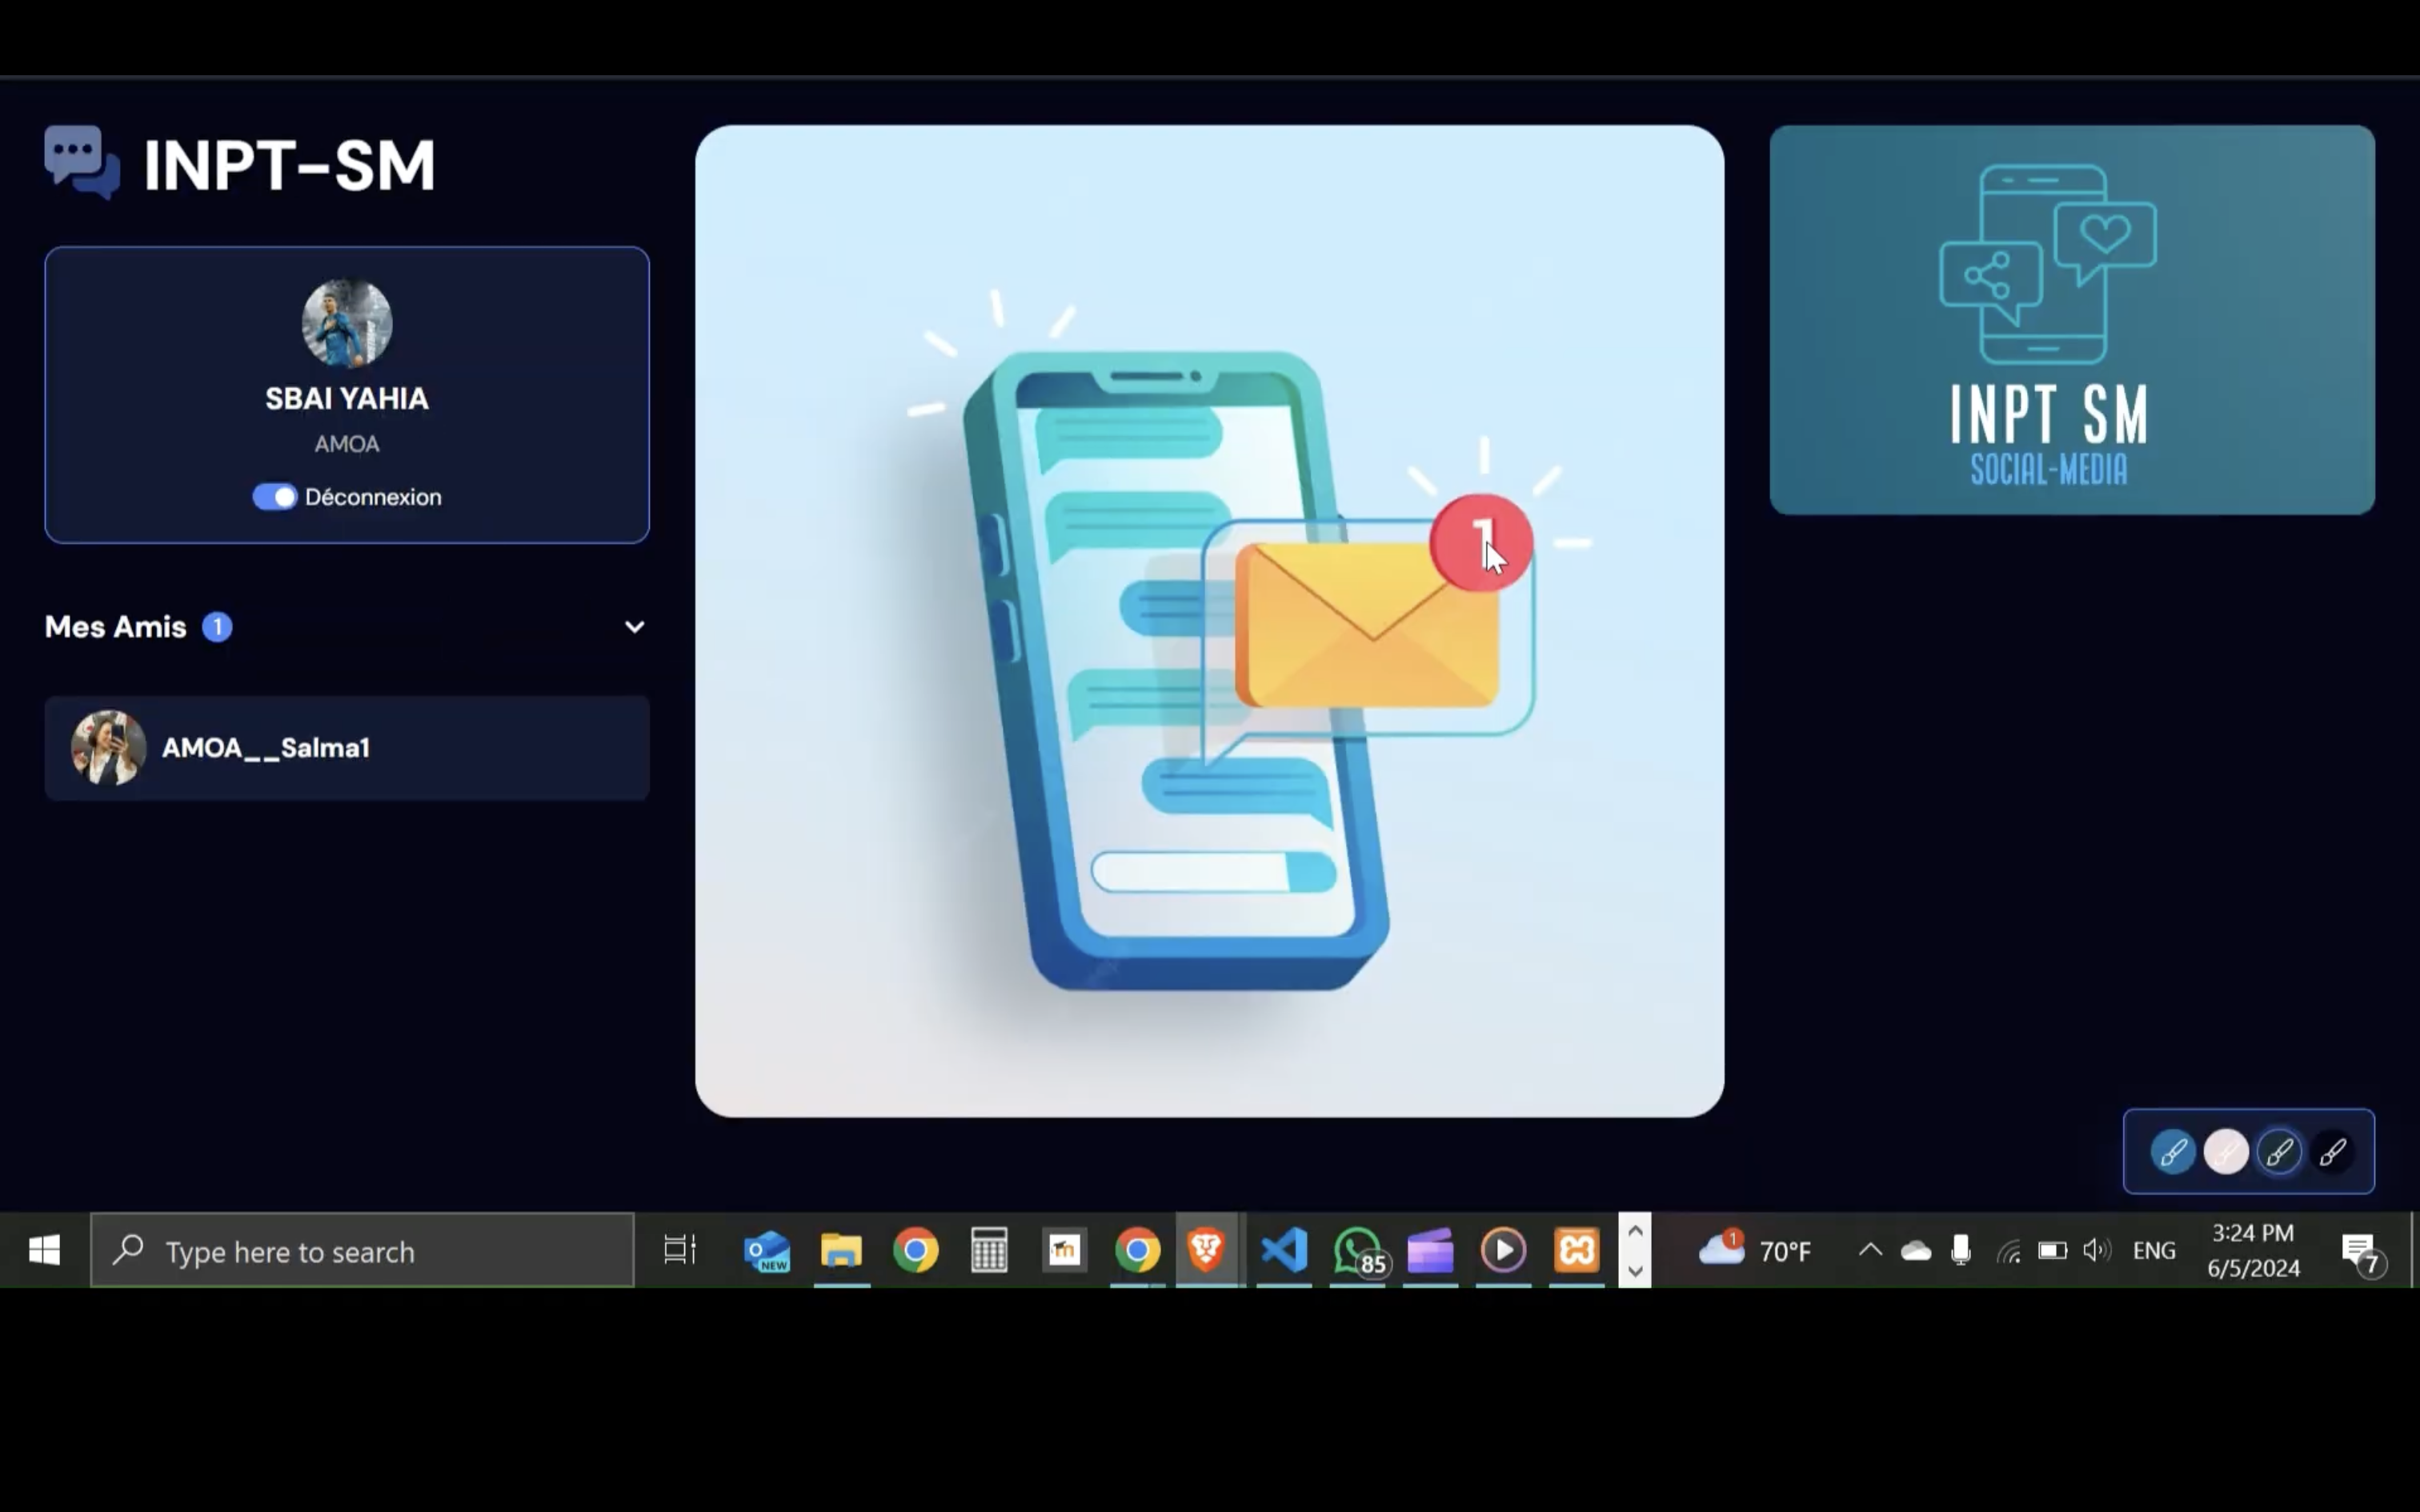 INPT-SM
SBAI YAHIA
AMOA
Déconnexion
Mes Amis 1
AMOA__Salma1
1
INPT SM
SOCIAL-MEDIA
Type here to search
NEW
m
85
1
70°F
ENG
3:24 PM
6/5/2024
7